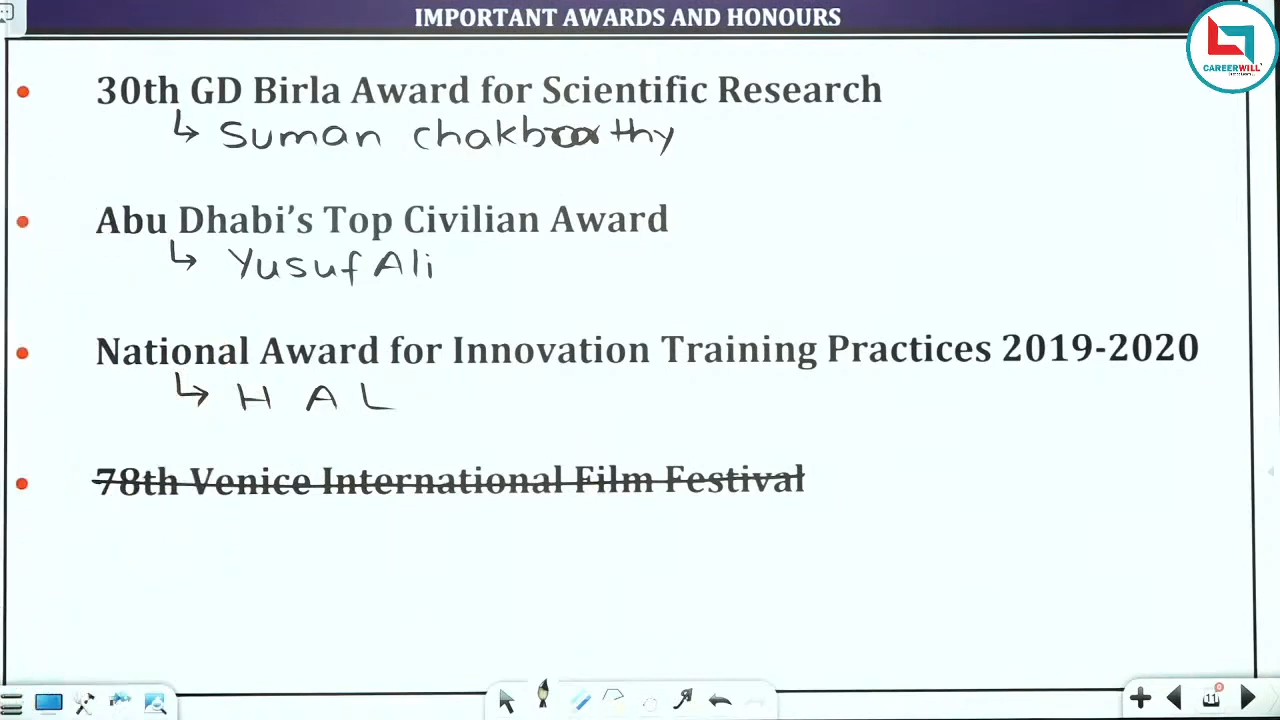 IMPORTANT AWARDS AND HONOURS
CAREERWILL
30th GD Birla Award for Scientific Research
Suman
Abu Dhabi's Top Civilian Award
Yusuf Ali
National Award for Innovation Training Practices 2019-2020
H A L
78th Venice International Film Festival
11